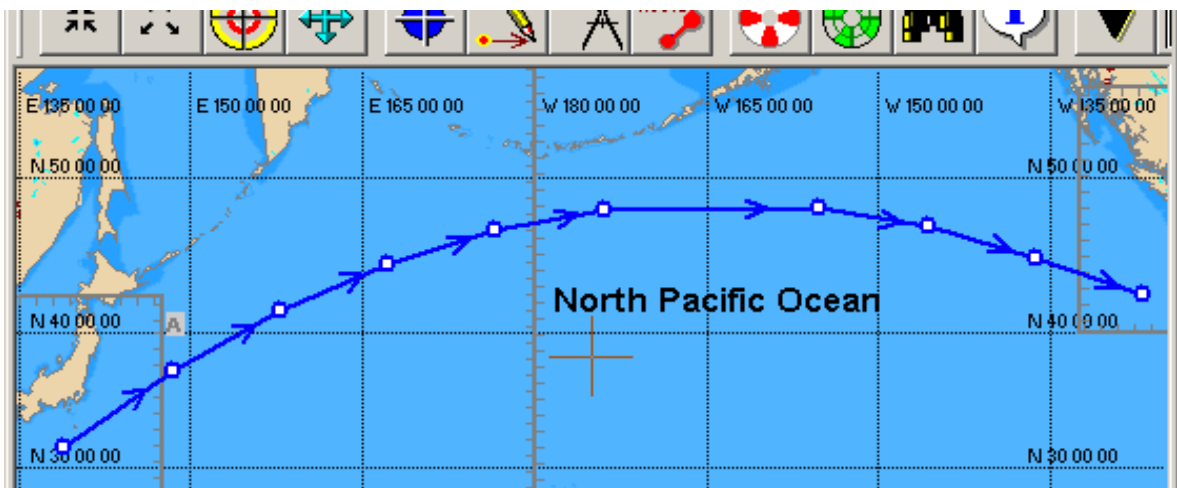 E 135 00 00 E 150 00 00 E 165 00 00 W 180 00 00 W 165 00 00 W 150 00 00 W 135 00 00
N 50 00 00 N 50 00 00
North Pacific Ocean
N 40 00 00 A N 40 00 00
N 30 00 00 N 30 00 00